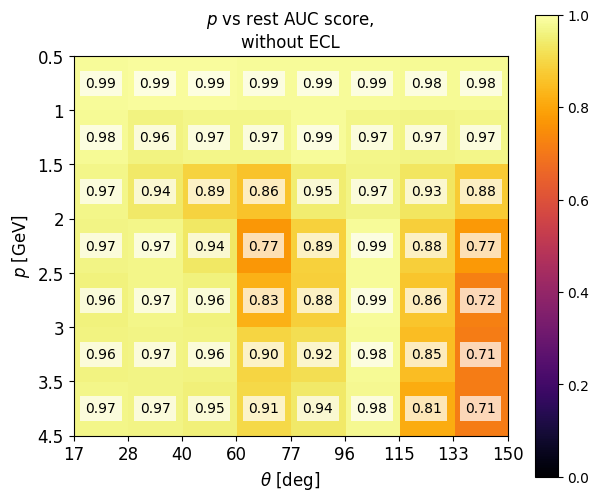 p vs rest AUC score,
without ECL
0.5
0.99 0.99 0.99 0.99 0.99 0.99 0.98 0.98
1
0.98 0.96 0.97 0.97 0.99 0.97 0.97 0.97
1.5
0.97 0.94 0.89 0.86 0.95 0.97 0.93 0.88
2
0.97 0.97 0.94 0.77 0.89 0.99 0.88 0.77
2.5
0.96 0.97 0.96 0.83 0.88 0.99 0.86 0.72
3
0.96 0.97 0.96 0.90 0.92 0.98 0.85 0.71
3.5
0.97 0.97 0.95 0.91 0.94 0.98 0.81 0.71
4.5
p [GeV]
17 28 40 60 77 96 115 133 150
θ [deg]
1.0
0.8
0.6
0.4
0.2
0.0